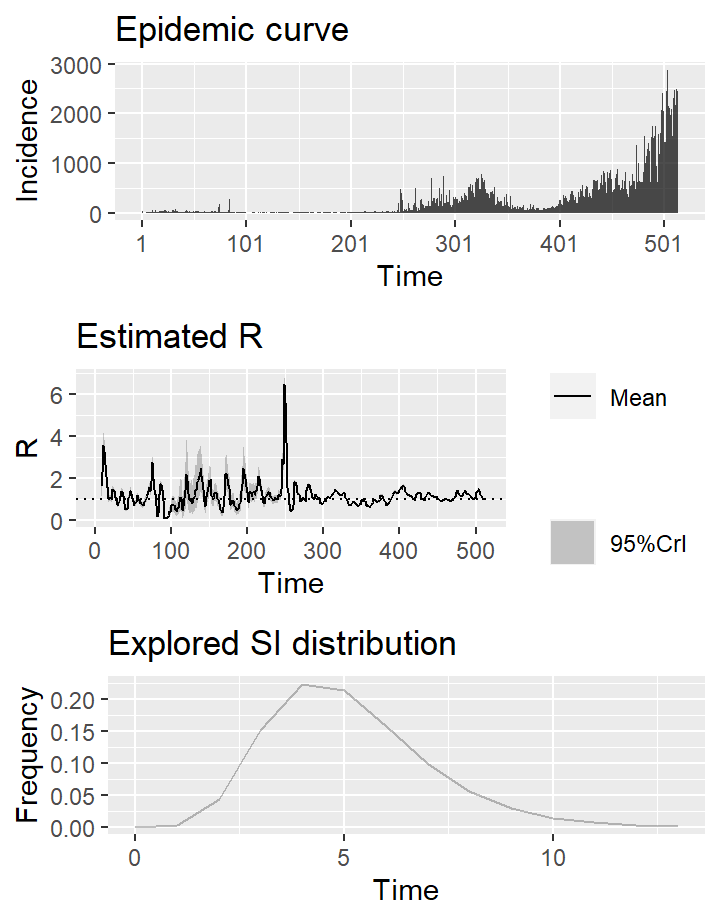 Epidemic curve
Incidence
3000
2000
1000
0
1 101 201 301 401 501
Time
Estimated R
R
6
4
2
0
0 100 200 300 400 500
Time
Mean
95%CrI
Explored SI distribution
Frequency
0.20
0.15
0.10
0.05
0.00
0 5 10
Time